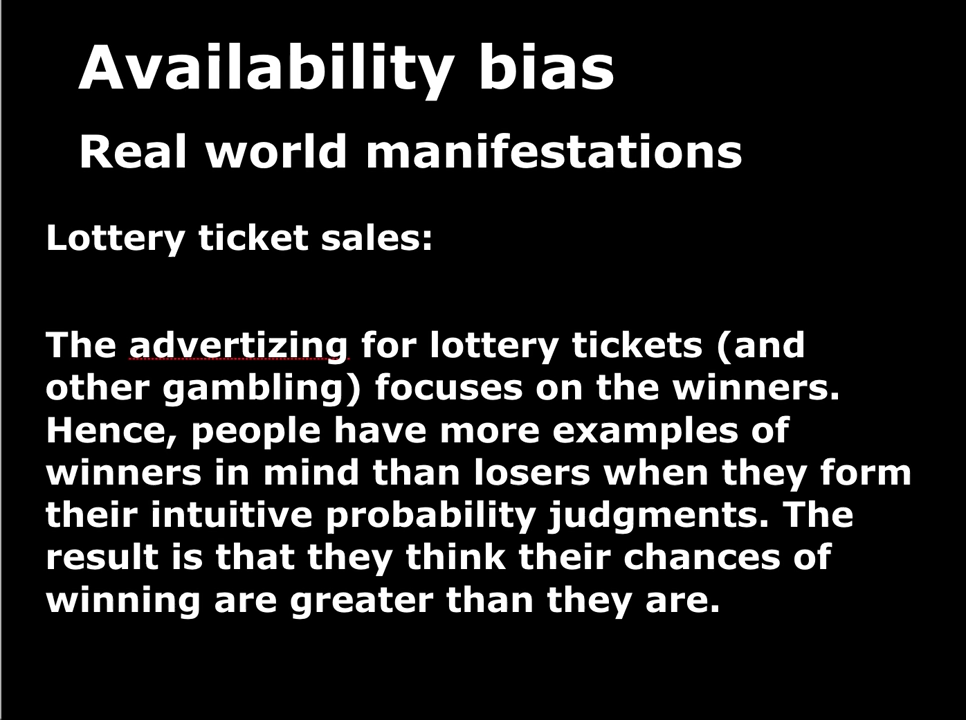 Availability bias
Real world manifestations
Lottery ticket sales:
The advertizing for lottery tickets (and
other gambling) focuses on the winners.
Hence, people have more examples of
winners in mind than losers when they form
their intuitive probability judgments. The
result is that they think their chances of
winning are greater than they are.